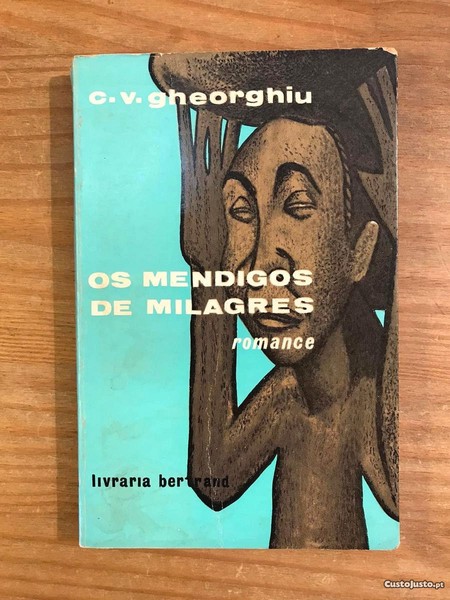 c. v. gheorghiu
OS MENDIGOS
DE MILAGRES
romance
livraria bertrand
CustoJusto.pt